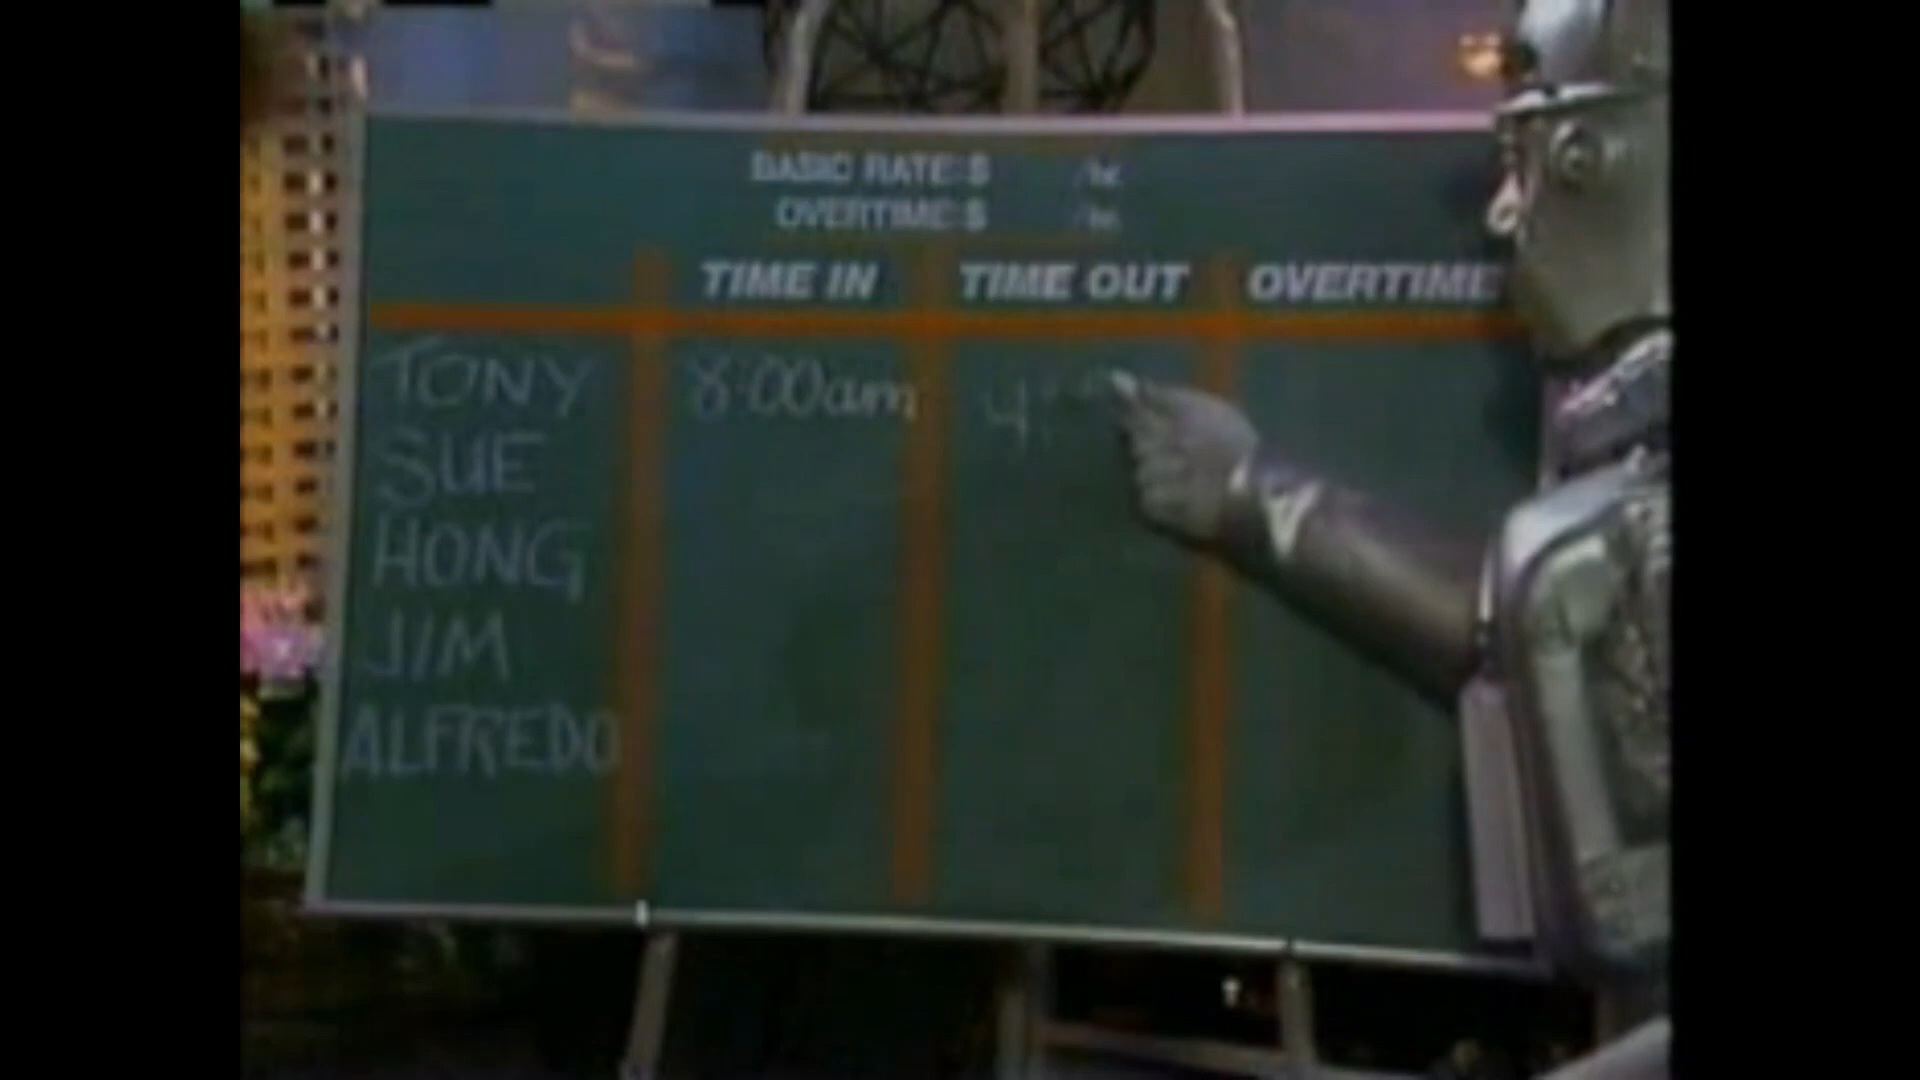 BASIC RATE:$ /hr.
OVERTIME:$ /hr.
TIME IN TIME OUT OVERTIME
TONY 8:00am
SUE
HONG
JIM
ALFREDO